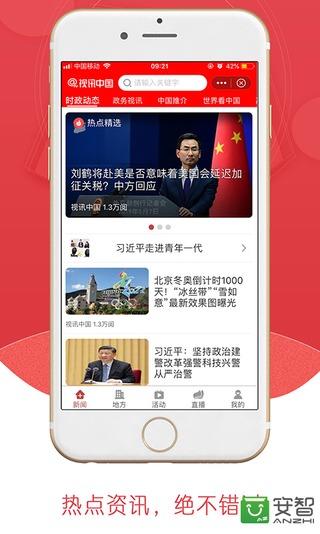 中国移动
09:21
42%
@视讯中国
请输入关键字
时政动态
政务视讯
中国推介
世界看中国
热点精选
刘鹤将赴美是否意味着美国会延迟加征关税？中方回应
视讯中国 1.3万阅
习近平走进青年一代
北京冬奥倒计时1000
天！“冰丝带”“雪如
意”最新效果图曝光
视讯中国 1.3万阅
习近平：坚持政治建
警改革强警科技兴警
从严治警
新闻
地方
活动
直播
我的
热点资讯，绝不错
安智
ANZHI